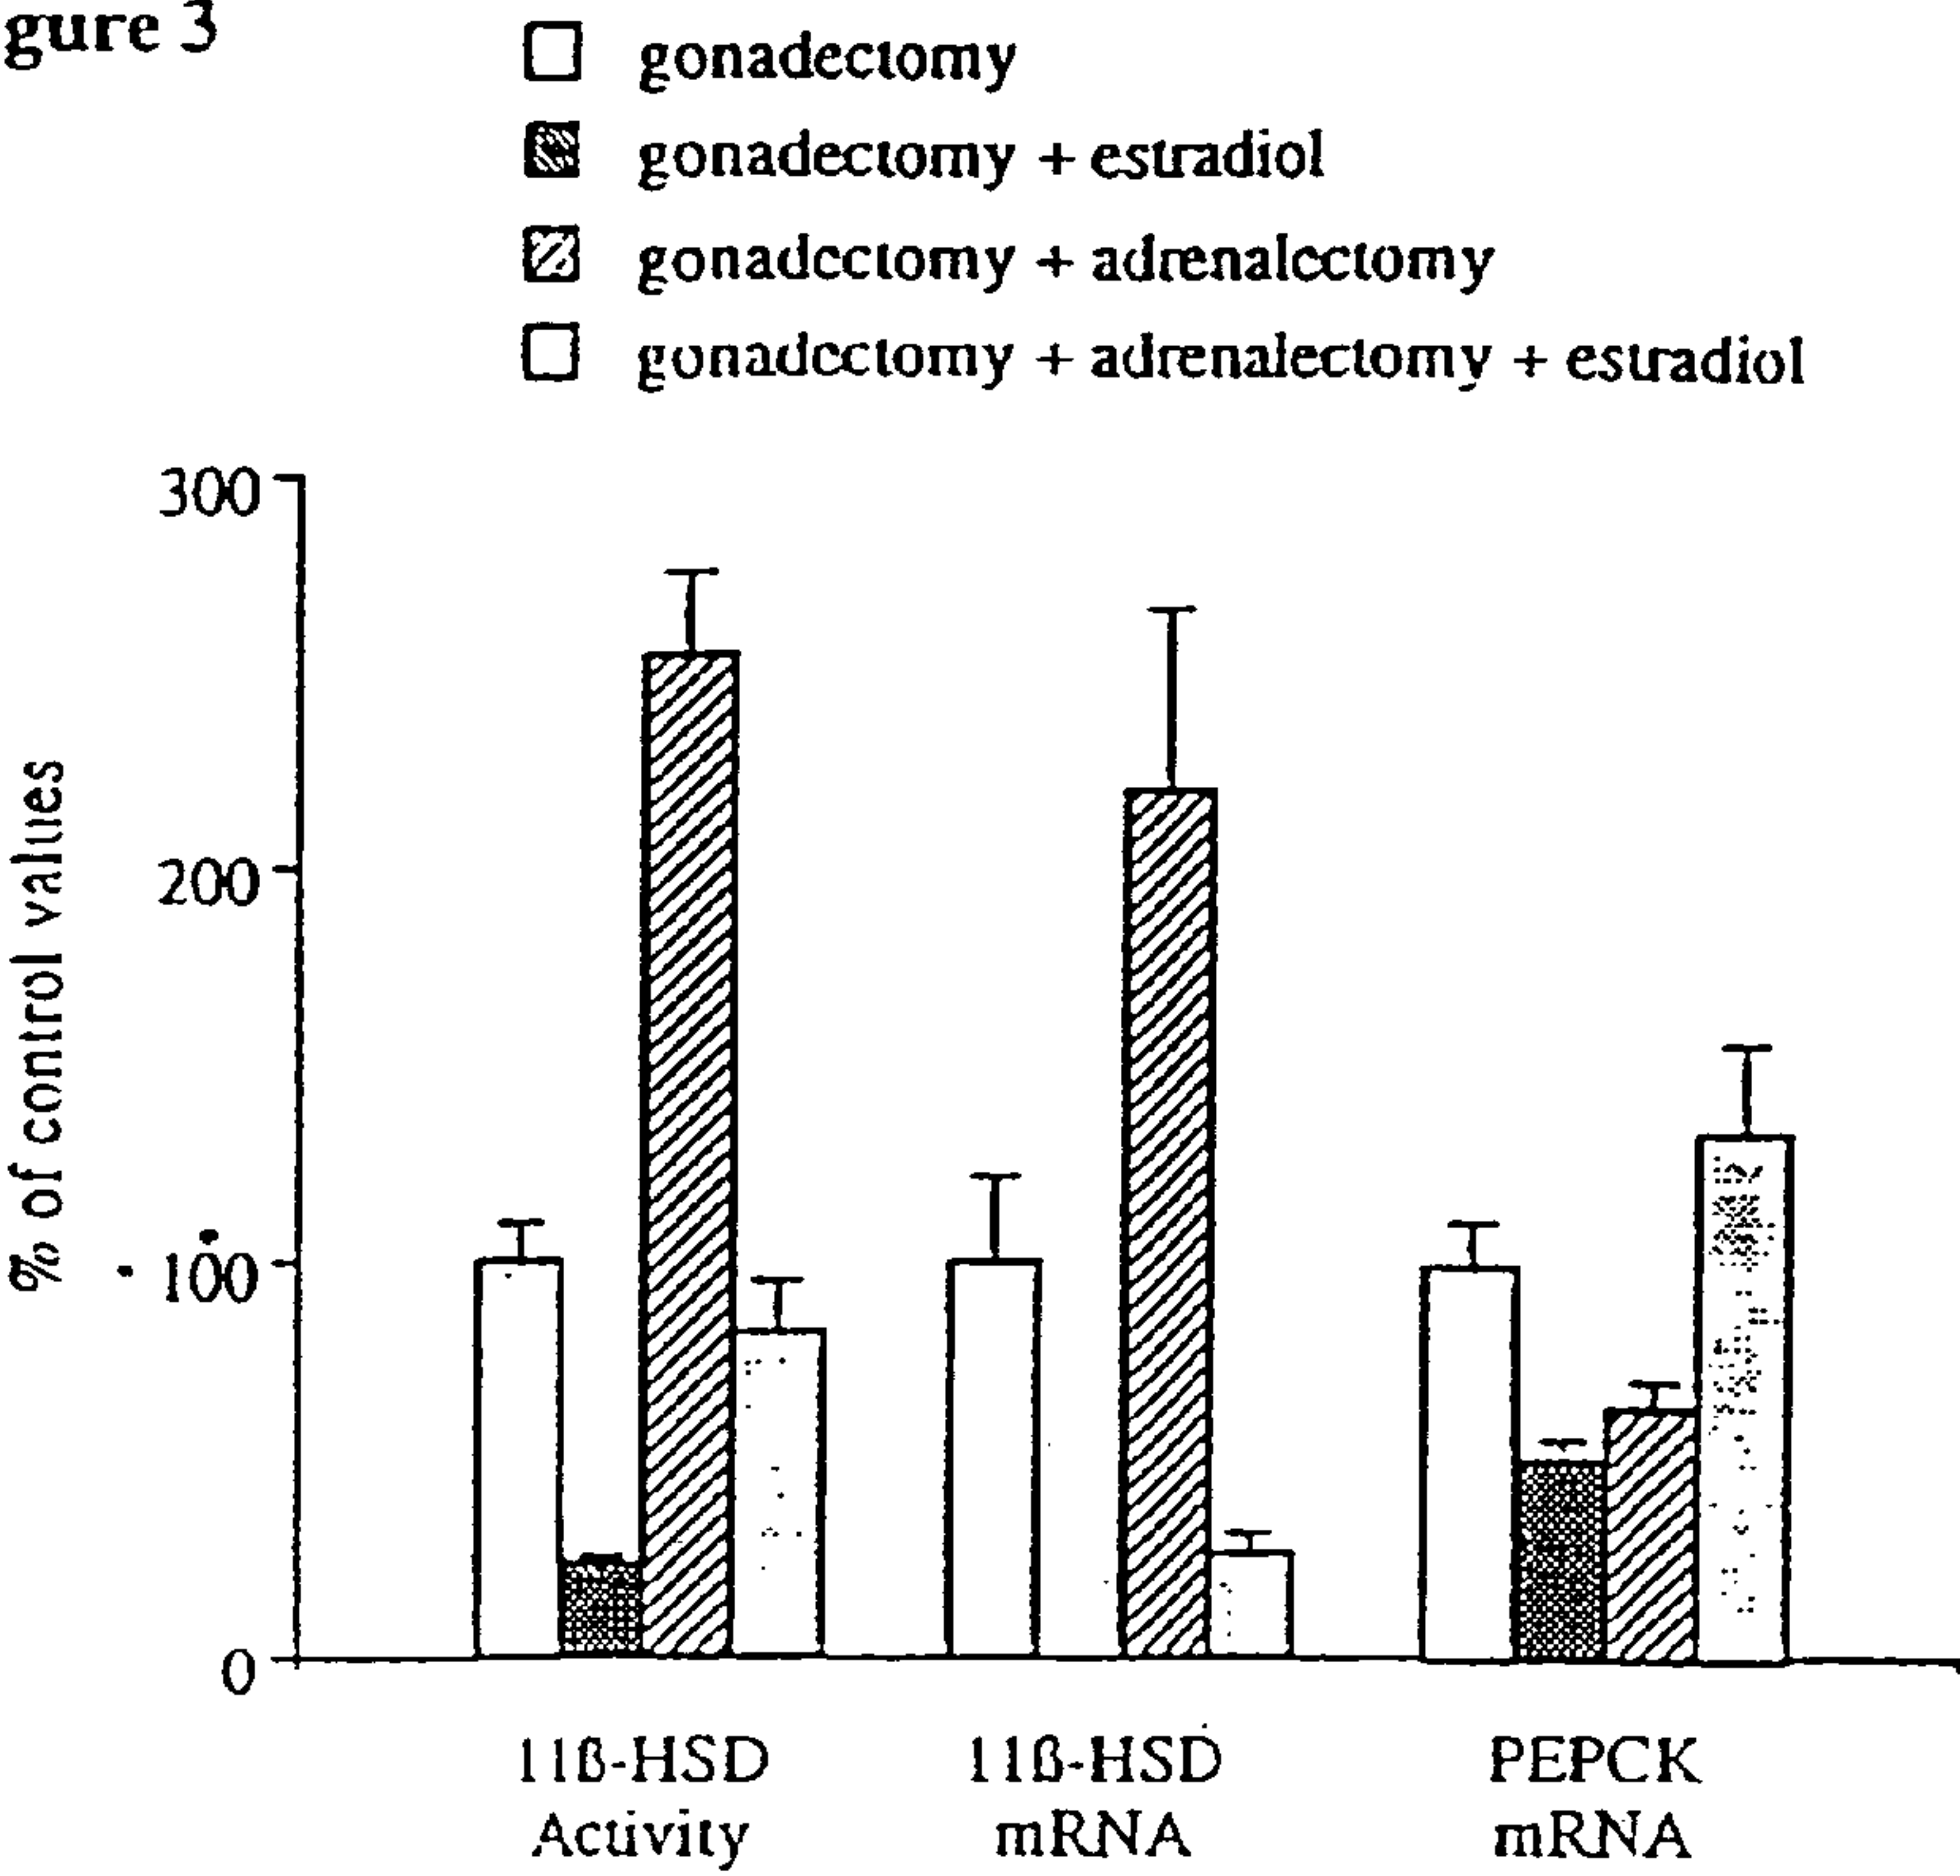 gure 3
gonadectomy
gonadectomy + estradiol
gonadectomy + adrenalectomy
gonadectomy + adrenalectomy + estradiol
300
200
100
0
% of control values
11ß-HSD
Activity
11ß-HSD
mRNA
PEPCK
mRNA